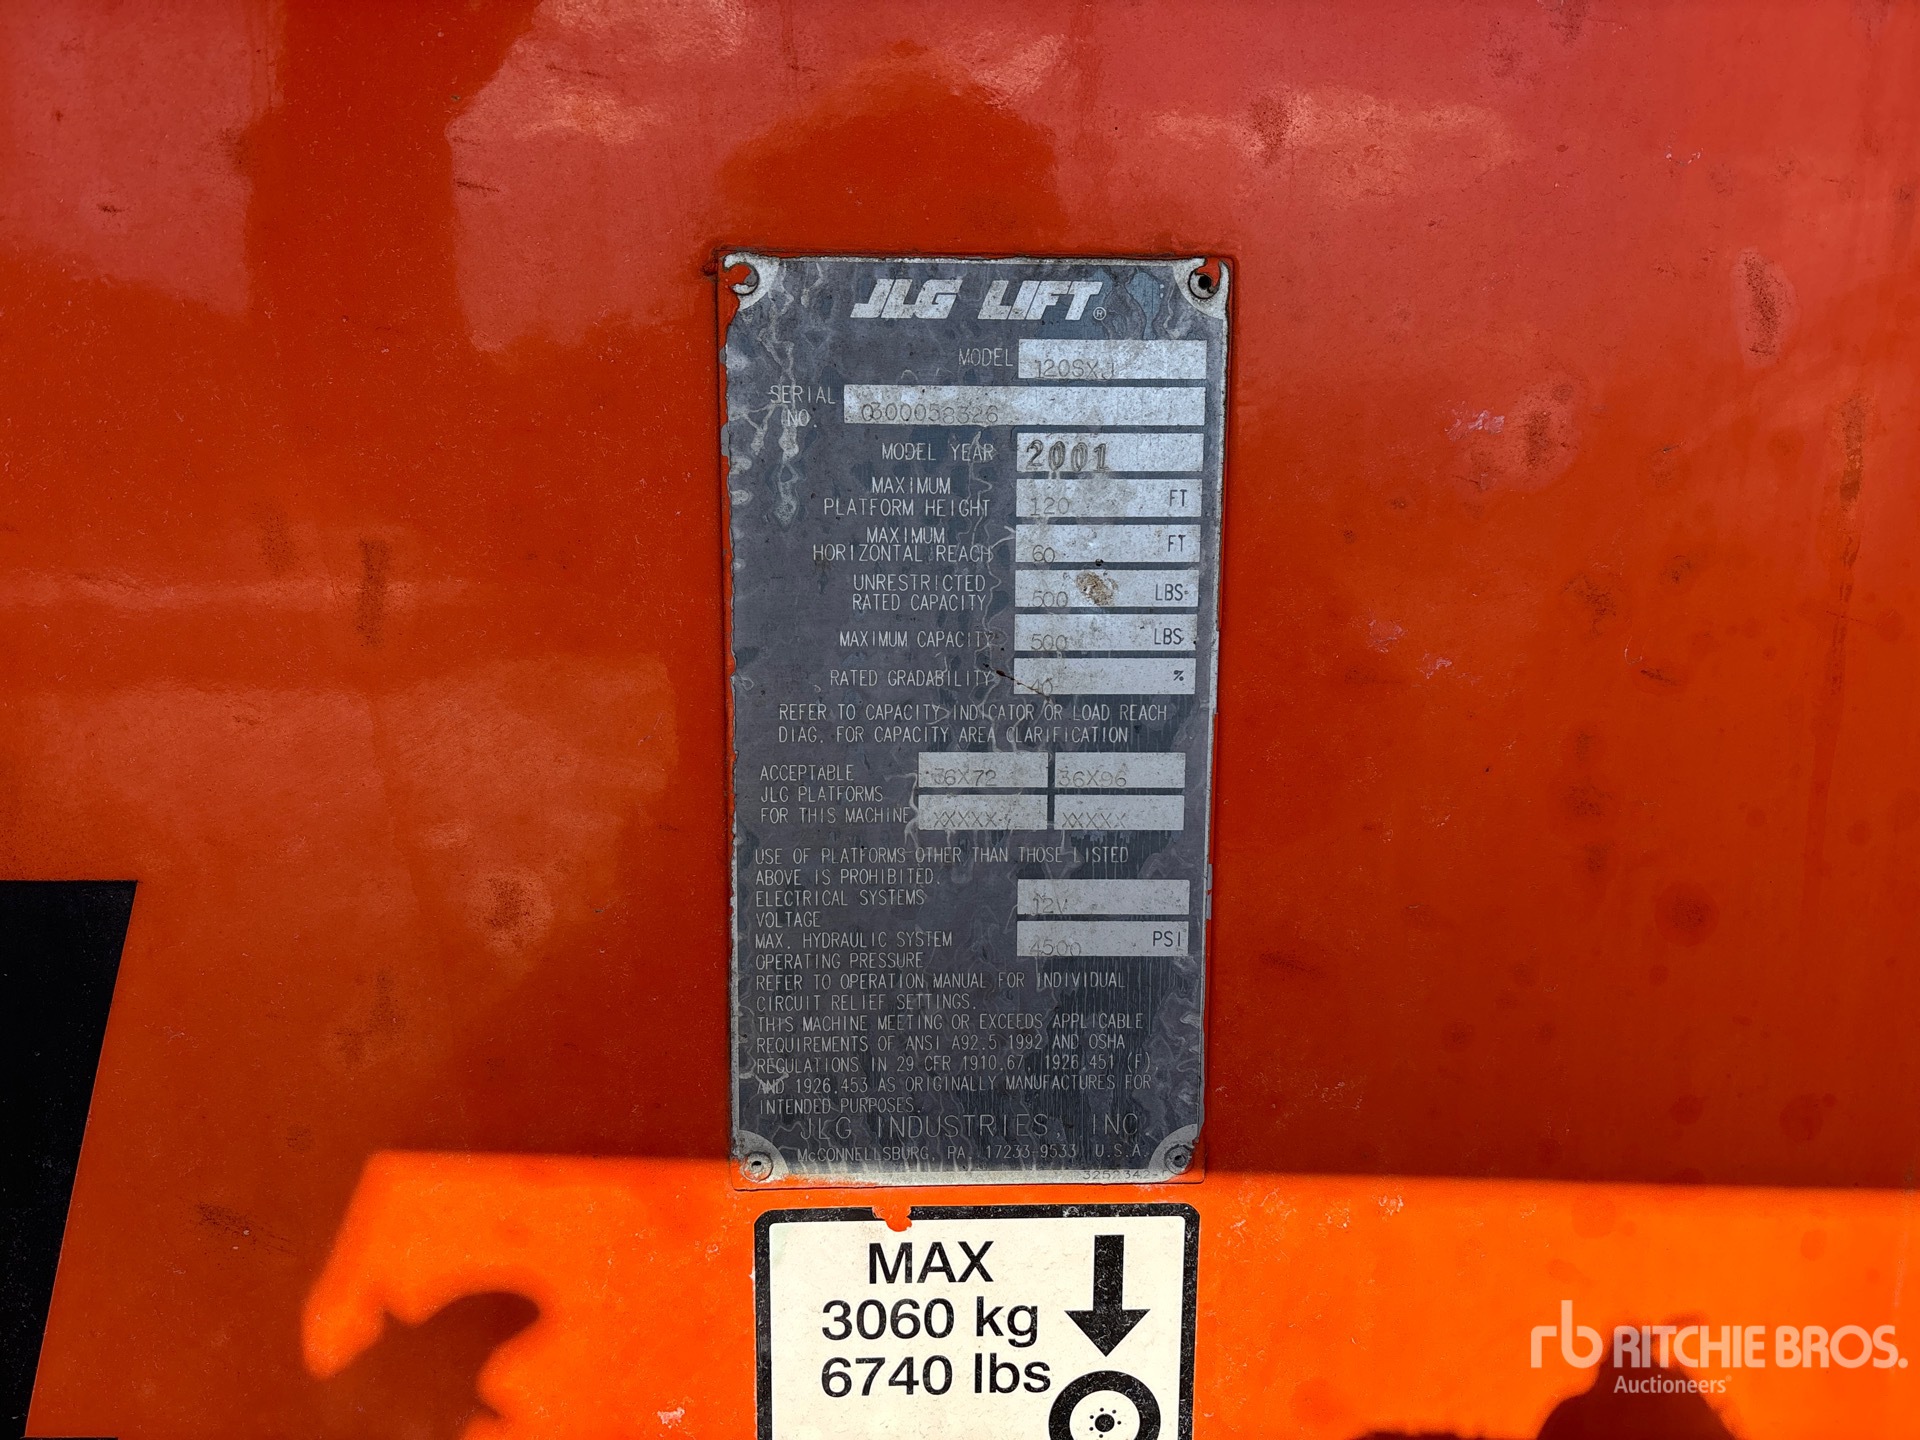 JLG LIFT®
MODEL 120SXJ
SERIAL NO. 0300058326
MODEL YEAR 2001
MAXIMUM
PLATFORM HEIGHT 120 FT
MAXIMUM
HORIZONTAL REACH 60 FT
UNRESTRICTED
RATED CAPACITY 500 LBS
MAXIMUM CAPACITY 500 LBS
RATED GRADABILITY 40 %
REFER TO CAPACITY INDICATOR OR LOAD REACH
DIAG. FOR CAPACITY AREA CLARIFICATION
ACCEPTABLE 36X72 36X96
JLG PLATFORMS
FOR THIS MACHINE XXXXX XXXXX
USE OF PLATFORMS OTHER THAN THOSE LISTED
ABOVE IS PROHIBITED.
ELECTRICAL SYSTEMS 12V
VOLTAGE
MAX. HYDRAULIC SYSTEM 4500 PSI
OPERATING PRESSURE
REFER TO OPERATION MANUAL FOR INDIVIDUAL
CIRCUIT RELIEF SETTINGS.
THIS MACHINE MEETING OR EXCEEDS APPLICABLE
REQUIREMENTS OF ANSI A92.5 1992 AND OSHA
REGULATIONS IN 29 CFR 1910.67, 1926.451 (F),
AND 1926.453 AS ORIGINALLY MANUFACTURES FOR
INTENDED PURPOSES.
JLG INDUSTRIES, INC.
McCONNELLSBURG, PA. 17233-9533 U.S.A.
MAX
3060 kg
6740 lbs
rb RITCHIE BROS.
Auctioneers